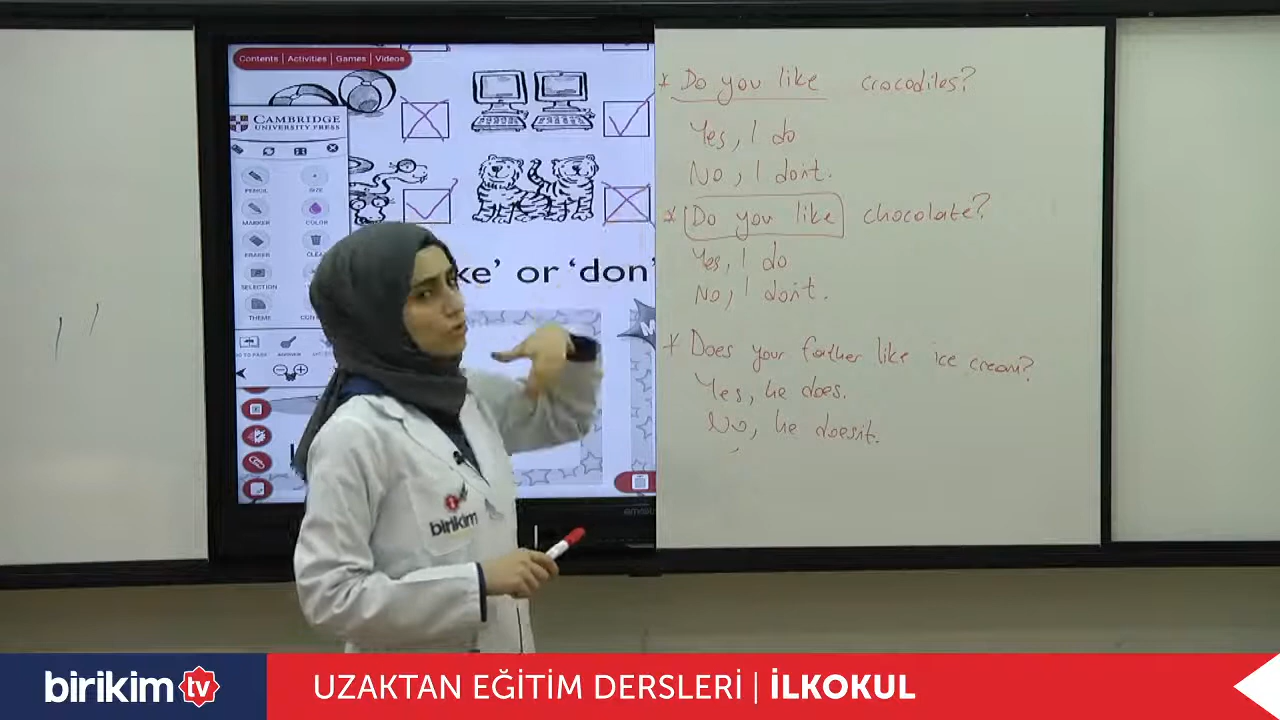 Contents | Activities | Games | Videos
CAMBRIDGE
UNIVERSITY PRESS
PENCIL
SIZE
MARKER
COLOR
ERASER
CLEA
SELECTION
THEME
ANSWER
ke' or 'don'
* Do you like crocodiles?
Yes, I do
No, I don't.
* Do you like chocolate?
Yes, I do
No, I don't.
* Does your father like ice cream?
Yes, he does.
No, he doesn't.
birikim
birikim tv
UZAKTAN EĞİTİM DERSLERİ | İLKOKUL